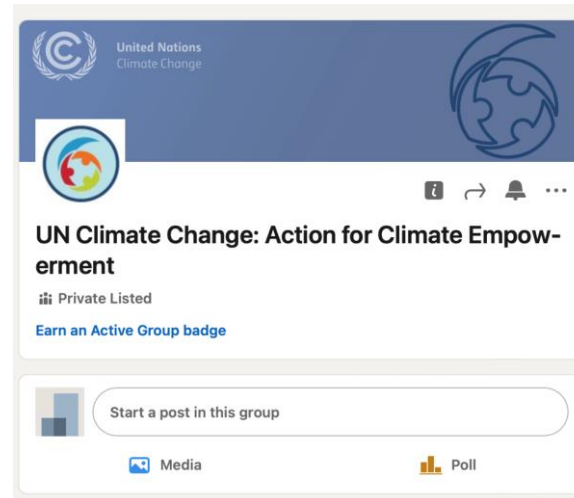 United Nations
Climate Change
UN Climate Change: Action for Climate Empow-
erment
Private Listed
Earn an Active Group badge
Start a post in this group
Media
Poll